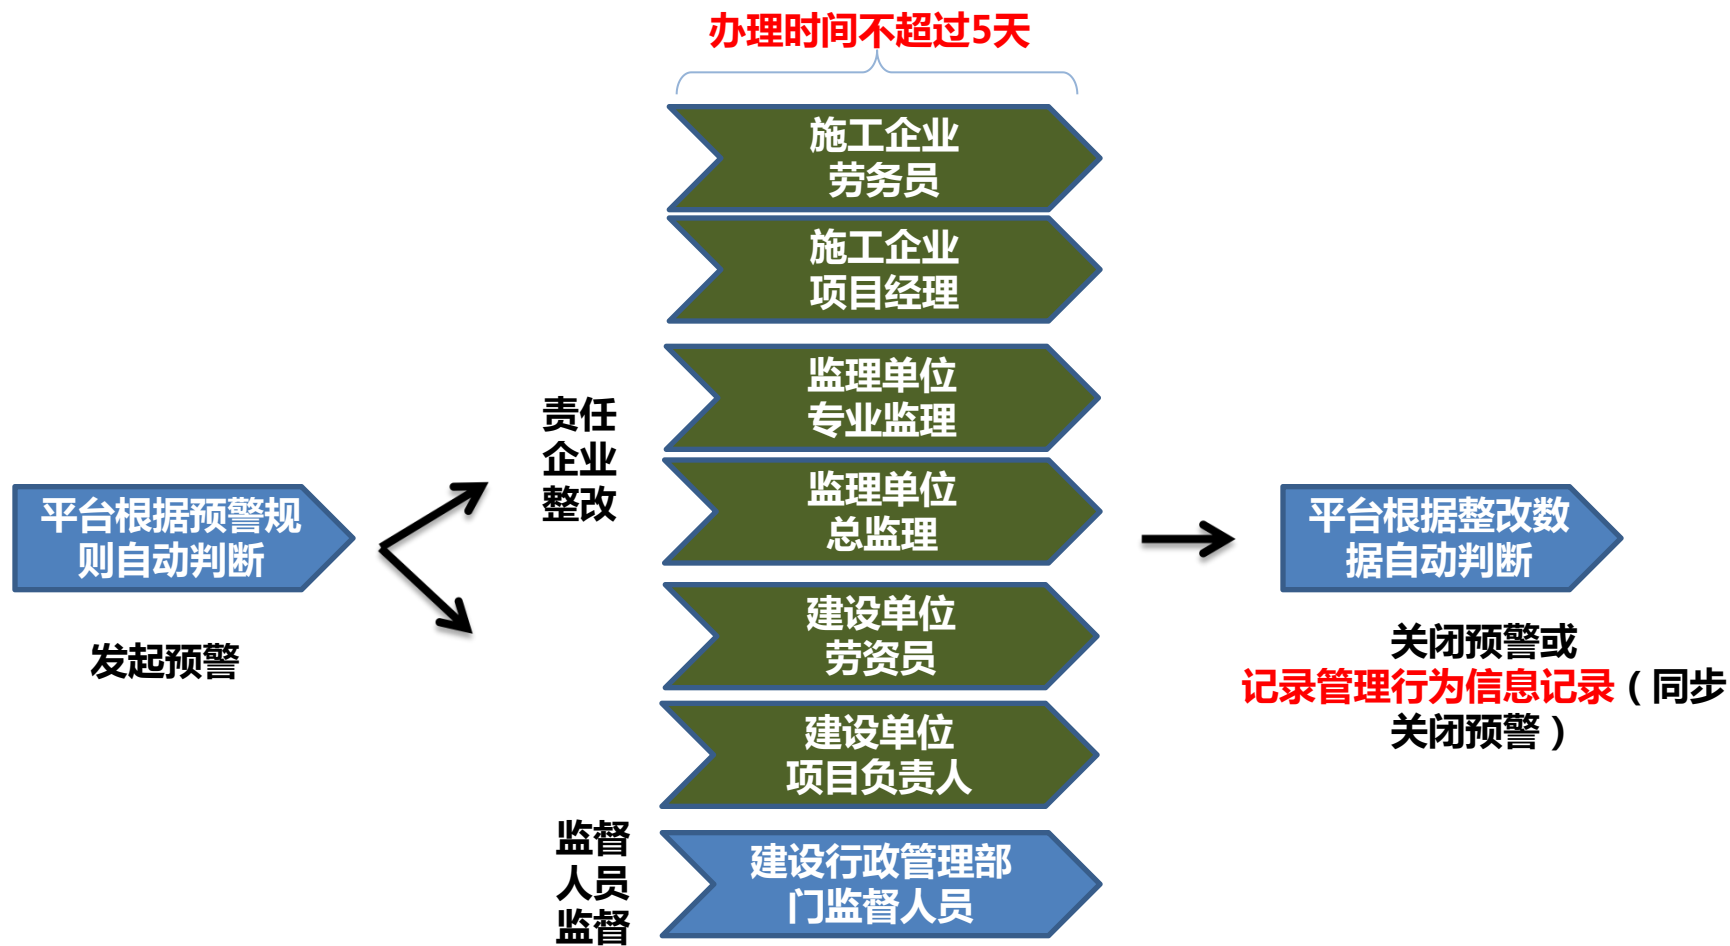 办理时间不超过5天
施工企业
劳务员
施工企业
项目经理
监理单位
专业监理
责任
企业
整改
监理单位
总监理
平台根据预警规
则自动判断
发起预警
建设单位
劳资员
建设单位
项目负责人
监督
人员
监督
建设行政管理部
门监督人员
平台根据整改数
据自动判断
关闭预警或
记录管理行为信息记录（同步
关闭预警）